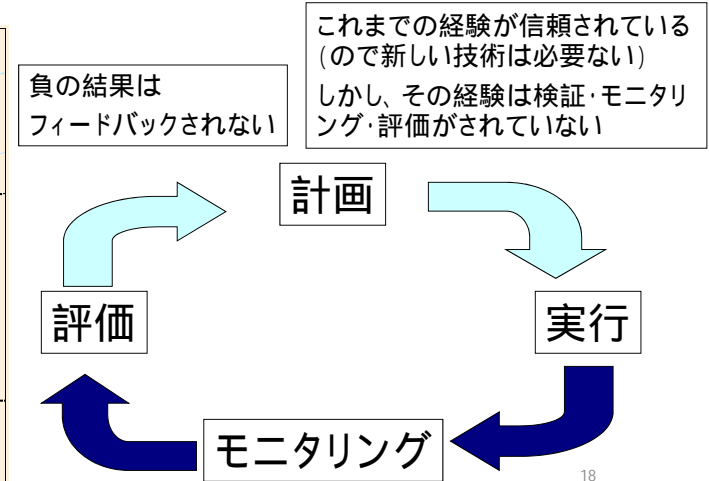 これまでの経験が信頼されている
(ので新しい技術は必要ない)
しかし、その経験は検証・モニタリ
ング・評価がされていない
負の結果は
フィードバックされない
計画
評価
実行
モニタリング
18